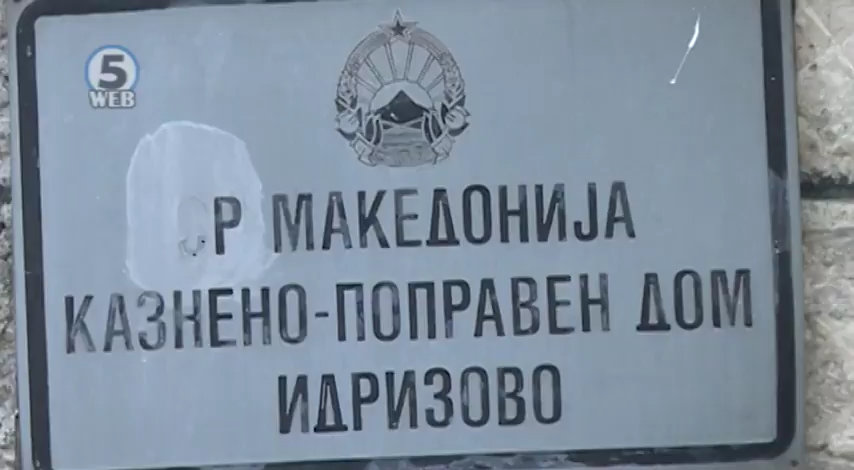 5
WEB
Р МАКЕДОНИЈА
КАЗНЕНО-ПОПРАВЕН ДОМ
ИДРИЗОВО